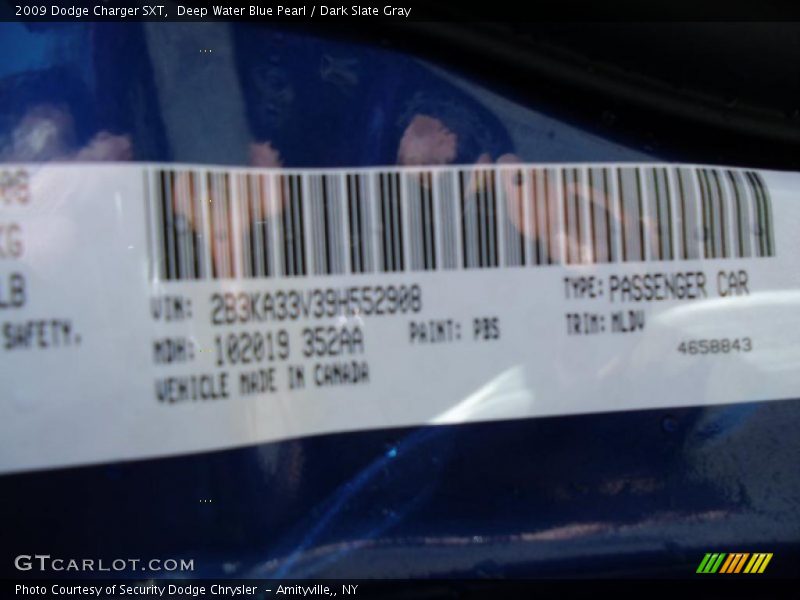 2009 Dodge Charger SXT,  Deep Water Blue Pearl / Dark Slate Gray
KG
LB
SAFETY.
VIN: 2B3KA33V39H552908
TYPE: PASSENGER CAR
MDH: 102019 352AA
PAINT: PBS
TRIM: MLDV
4658843
VEHICLE MADE IN CANADA
GTCARLOT.COM
Photo Courtesy of Security Dodge Chrysler  - Amityville,, NY